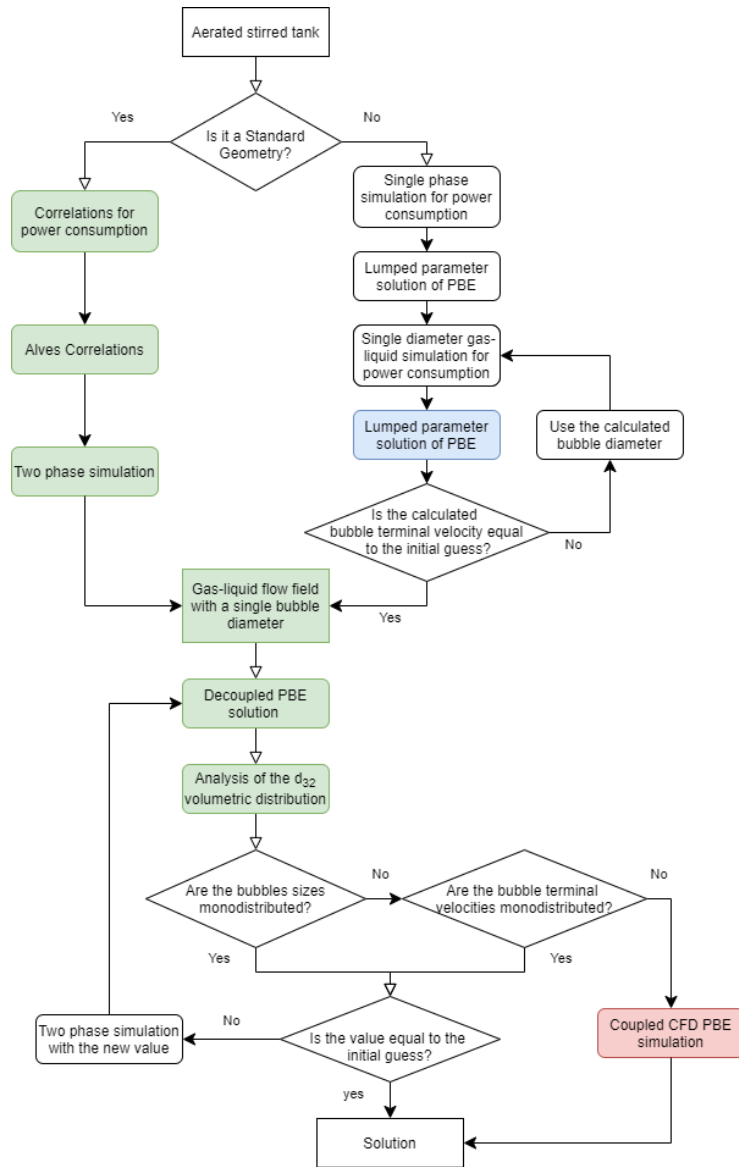 Aerated stirred tank
Yes
No
Is it a Standard
Geometry?
Correlations for
power consumption
Single phase
simulation for power
consumption
Lumped parameter
solution of PBE
Alves Correlations
Single diameter gas-
liquid simulation for
power consumption
Two phase simulation
Lumped parameter
solution of PBE
Use the calculated
bubble diameter
Is the calculated
bubble terminal velocity equal
to the initial guess?
No
Yes
Gas-liquid flow field
with a single bubble
diameter
Decoupled PBE
solution
Analysis of the d32
volumetric distribution
Are the bubbles sizes
monodistributed?
No
Are the bubble terminal
velocities monodistributed?
No
Yes
Yes
Two phase simulation
with the new value
No
Is the value equal to the
initial guess?
Coupled CFD PBE
simulation
yes
Solution